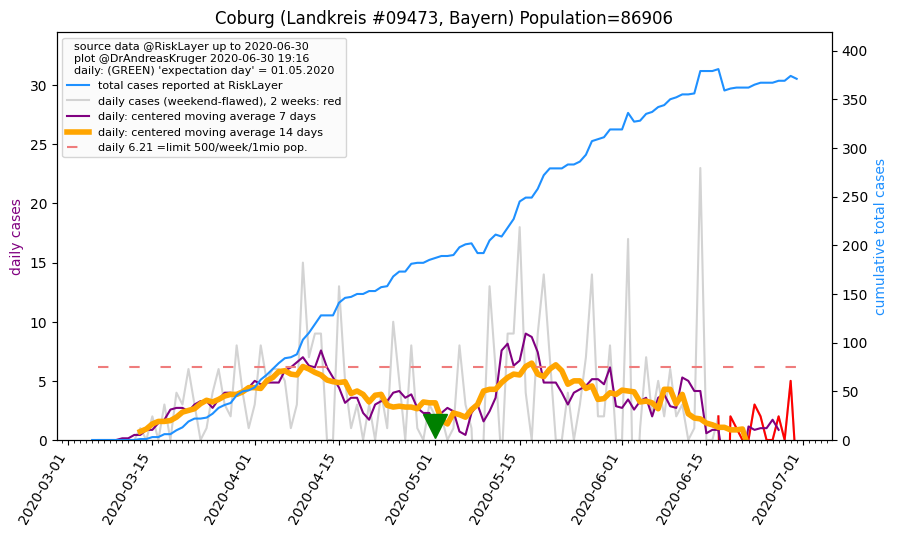 Coburg (Landkreis #09473, Bayern) Population=86906
source data @RiskLayer up to 2020-06-30
plot @DrAndreasKruger 2020-06-30 19:16
daily: (GREEN) 'expectation day' = 01.05.2020
total cases reported at RiskLayer
daily cases (weekend-flawed), 2 weeks: red
daily: centered moving average 7 days
daily: centered moving average 14 days
daily 6.21 =limit 500/week/1mio pop.
daily cases
30
25
20
15
10
5
0
cumulative total cases
400
350
300
250
200
150
100
50
0
2020-03-01
2020-03-15
2020-04-01
2020-04-15
2020-05-01
2020-05-15
2020-06-01
2020-06-15
2020-07-01